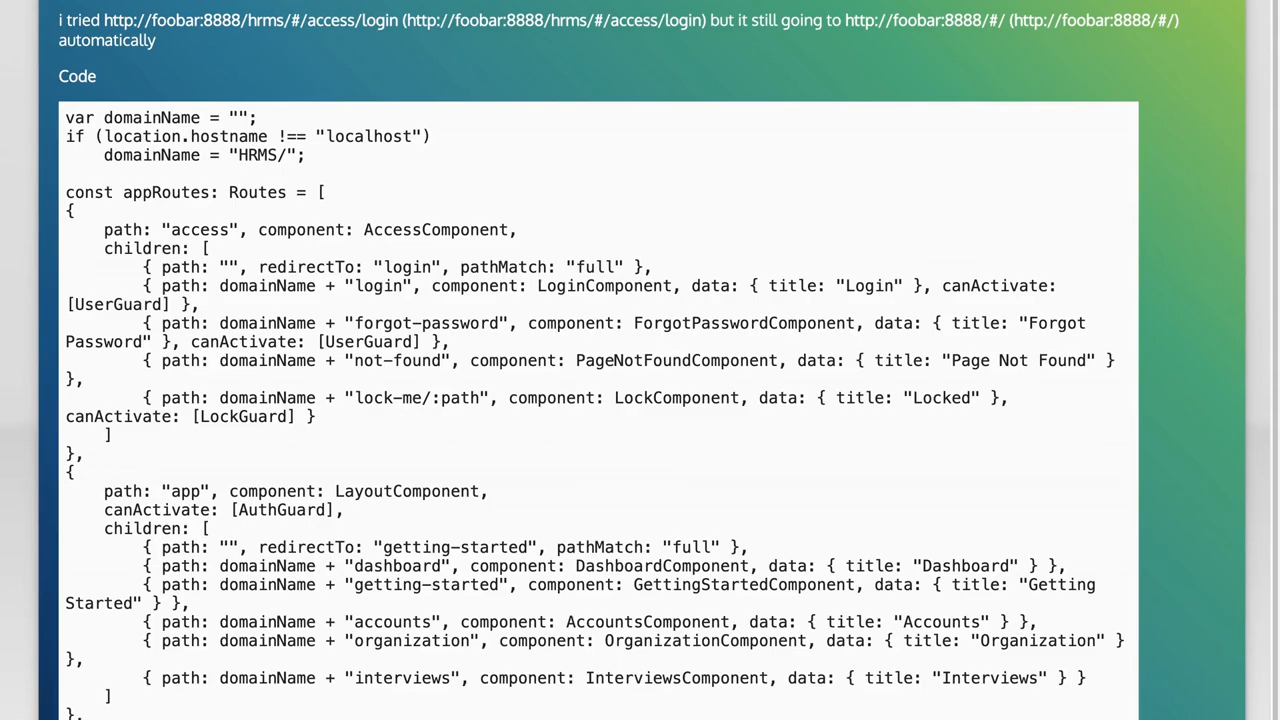 i tried http://foobar:8888/hrms/#/access/login (http://foobar:8888/hrms/#/access/login) but it still going to http://foobar:8888/#/ (http://foobar:8888/#/)
automatically
Code
var domainName = "";
if (location.hostname !== "localhost")
    domainName = "HRMS/";
const appRoutes: Routes = [
{
    path: "access", component: AccessComponent,
    children: [
        { path: "", redirectTo: "login", pathMatch: "full" },
        { path: domainName + "login", component: LoginComponent, data: { title: "Login" }, canActivate:
[UserGuard] },
        { path: domainName + "forgot-password", component: ForgotPasswordComponent, data: { title: "Forgot
Password" }, canActivate: [UserGuard] },
        { path: domainName + "not-found", component: PageNotFoundComponent, data: { title: "Page Not Found" }
},
        { path: domainName + "lock-me/:path", component: LockComponent, data: { title: "Locked" },
canActivate: [LockGuard] }
    ]
},
{
    path: "app", component: LayoutComponent,
    canActivate: [AuthGuard],
    children: [
        { path: "", redirectTo: "getting-started", pathMatch: "full" },
        { path: domainName + "dashboard", component: DashboardComponent, data: { title: "Dashboard" } },
        { path: domainName + "getting-started", component: GettingStartedComponent, data: { title: "Getting
Started" } },
        { path: domainName + "accounts", component: AccountsComponent, data: { title: "Accounts" } },
        { path: domainName + "organization", component: OrganizationComponent, data: { title: "Organization" }
},
        { path: domainName + "interviews", component: InterviewsComponent, data: { title: "Interviews" } }
    ]
},